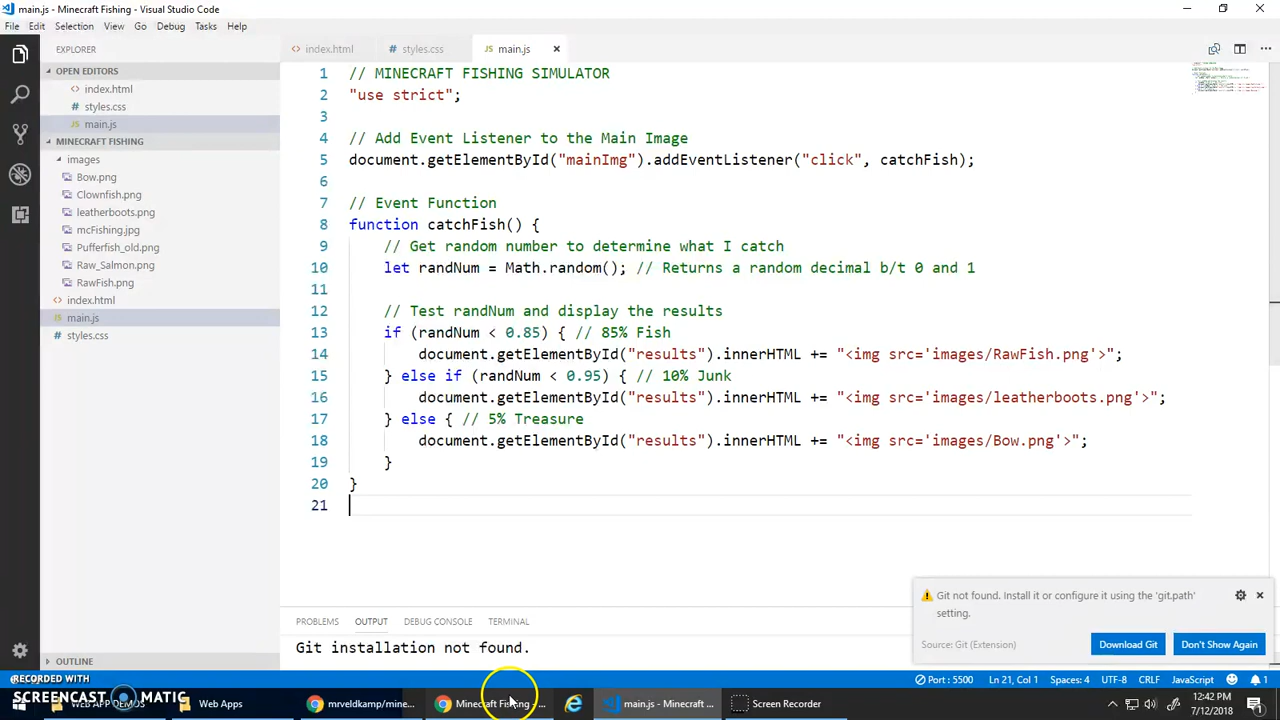 main.js - Minecraft Fishing - Visual Studio Code
File Edit Selection View Go Debug Tasks Help
EXPLORER
index.html
styles.css
main.js
OPEN EDITORS
index.html
styles.css
main.js
MINECRAFT FISHING
images
Bow.png
Clownfish.png
leatherboots.png
mcFishing.jpg
Pufferfish_old.png
Raw_Salmon.png
RawFish.png
index.html
main.js
styles.css
OUTLINE
1 // MINECRAFT FISHING SIMULATOR
2 "use strict";
3
4 // Add Event Listener to the Main Image
5 document.getElementById("mainImg").addEventListener("click", catchFish);
6
7 // Event Function
8 function catchFish() {
9 // Get random number to determine what I catch
10 let randNum = Math.random(); // Returns a random decimal b/t 0 and 1
11
12 // Test randNum and display the results
13 if (randNum < 0.85) { // 85% Fish
14 document.getElementById("results").innerHTML += "<img src='images/RawFish.png'>";
15 } else if (randNum < 0.95) { // 10% Junk
16 document.getElementById("results").innerHTML += "<img src='images/leatherboots.png'>";
17 } else { // 5% Treasure
18 document.getElementById("results").innerHTML += "<img src='images/Bow.png'>";
19 }
20 }
21
Git not found. Install it or configure it using the 'git.path'
setting.
Source: Git (Extension)
Download Git
Don't Show Again
PROBLEMS OUTPUT DEBUG CONSOLE TERMINAL
Git installation not found.
Port : 5500 Ln 21, Col 1 Spaces: 4 UTF-8 CRLF JavaScript 1
RECORDED WITH
SCREENCAST MATIC
WEB APP DEMOS
Web Apps
mrveldkamp/mine...
Minecraft Fishing - ...
main.js - Minecraft ...
Screen Recorder
12:42 PM
7/12/2018